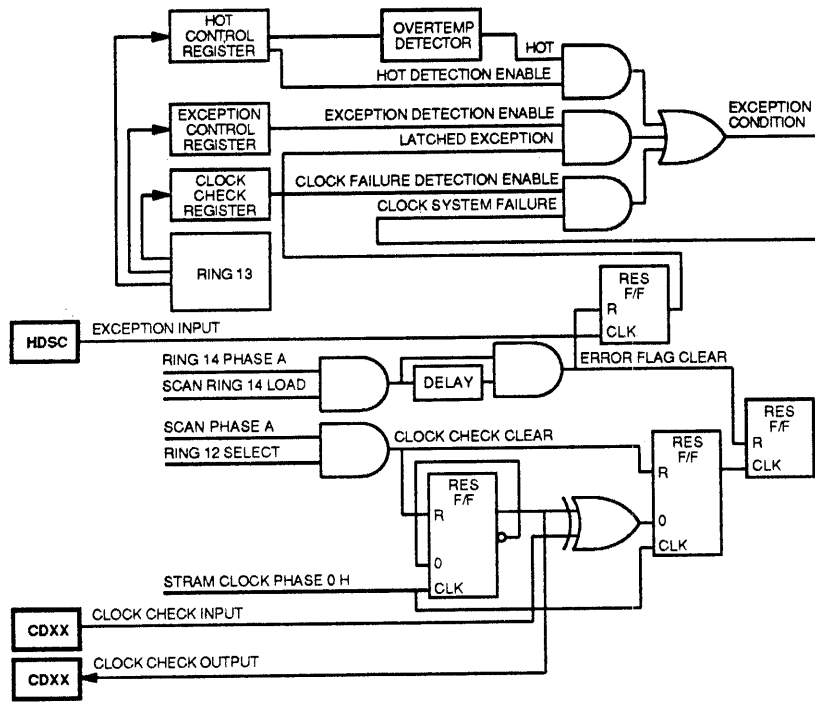 HOT
CONTROL
REGISTER
OVERTEMP
DETECTOR
HOT
HOT DETECTION ENABLE
EXCEPTION
CONTROL
REGISTER
EXCEPTION DETECTION ENABLE
LATCHED EXCEPTION
EXCEPTION
CONDITION
CLOCK
CHECK
REGISTER
CLOCK FAILURE DETECTION ENABLE
CLOCK SYSTEM FAILURE
RING 13
RES
F/F
R
CLK
HDSC
EXCEPTION INPUT
RING 14 PHASE A
SCAN RING 14 LOAD
DELAY
ERROR FLAG CLEAR
RES
F/F
R
CLK
SCAN PHASE A
RING 12 SELECT
CLOCK CHECK CLEAR
RES
F/F
R
0
CLK
RES
F/F
R
0
CLK
STRAM CLOCK PHASE 0 H
CDXX
CLOCK CHECK INPUT
CDXX
CLOCK CHECK OUTPUT